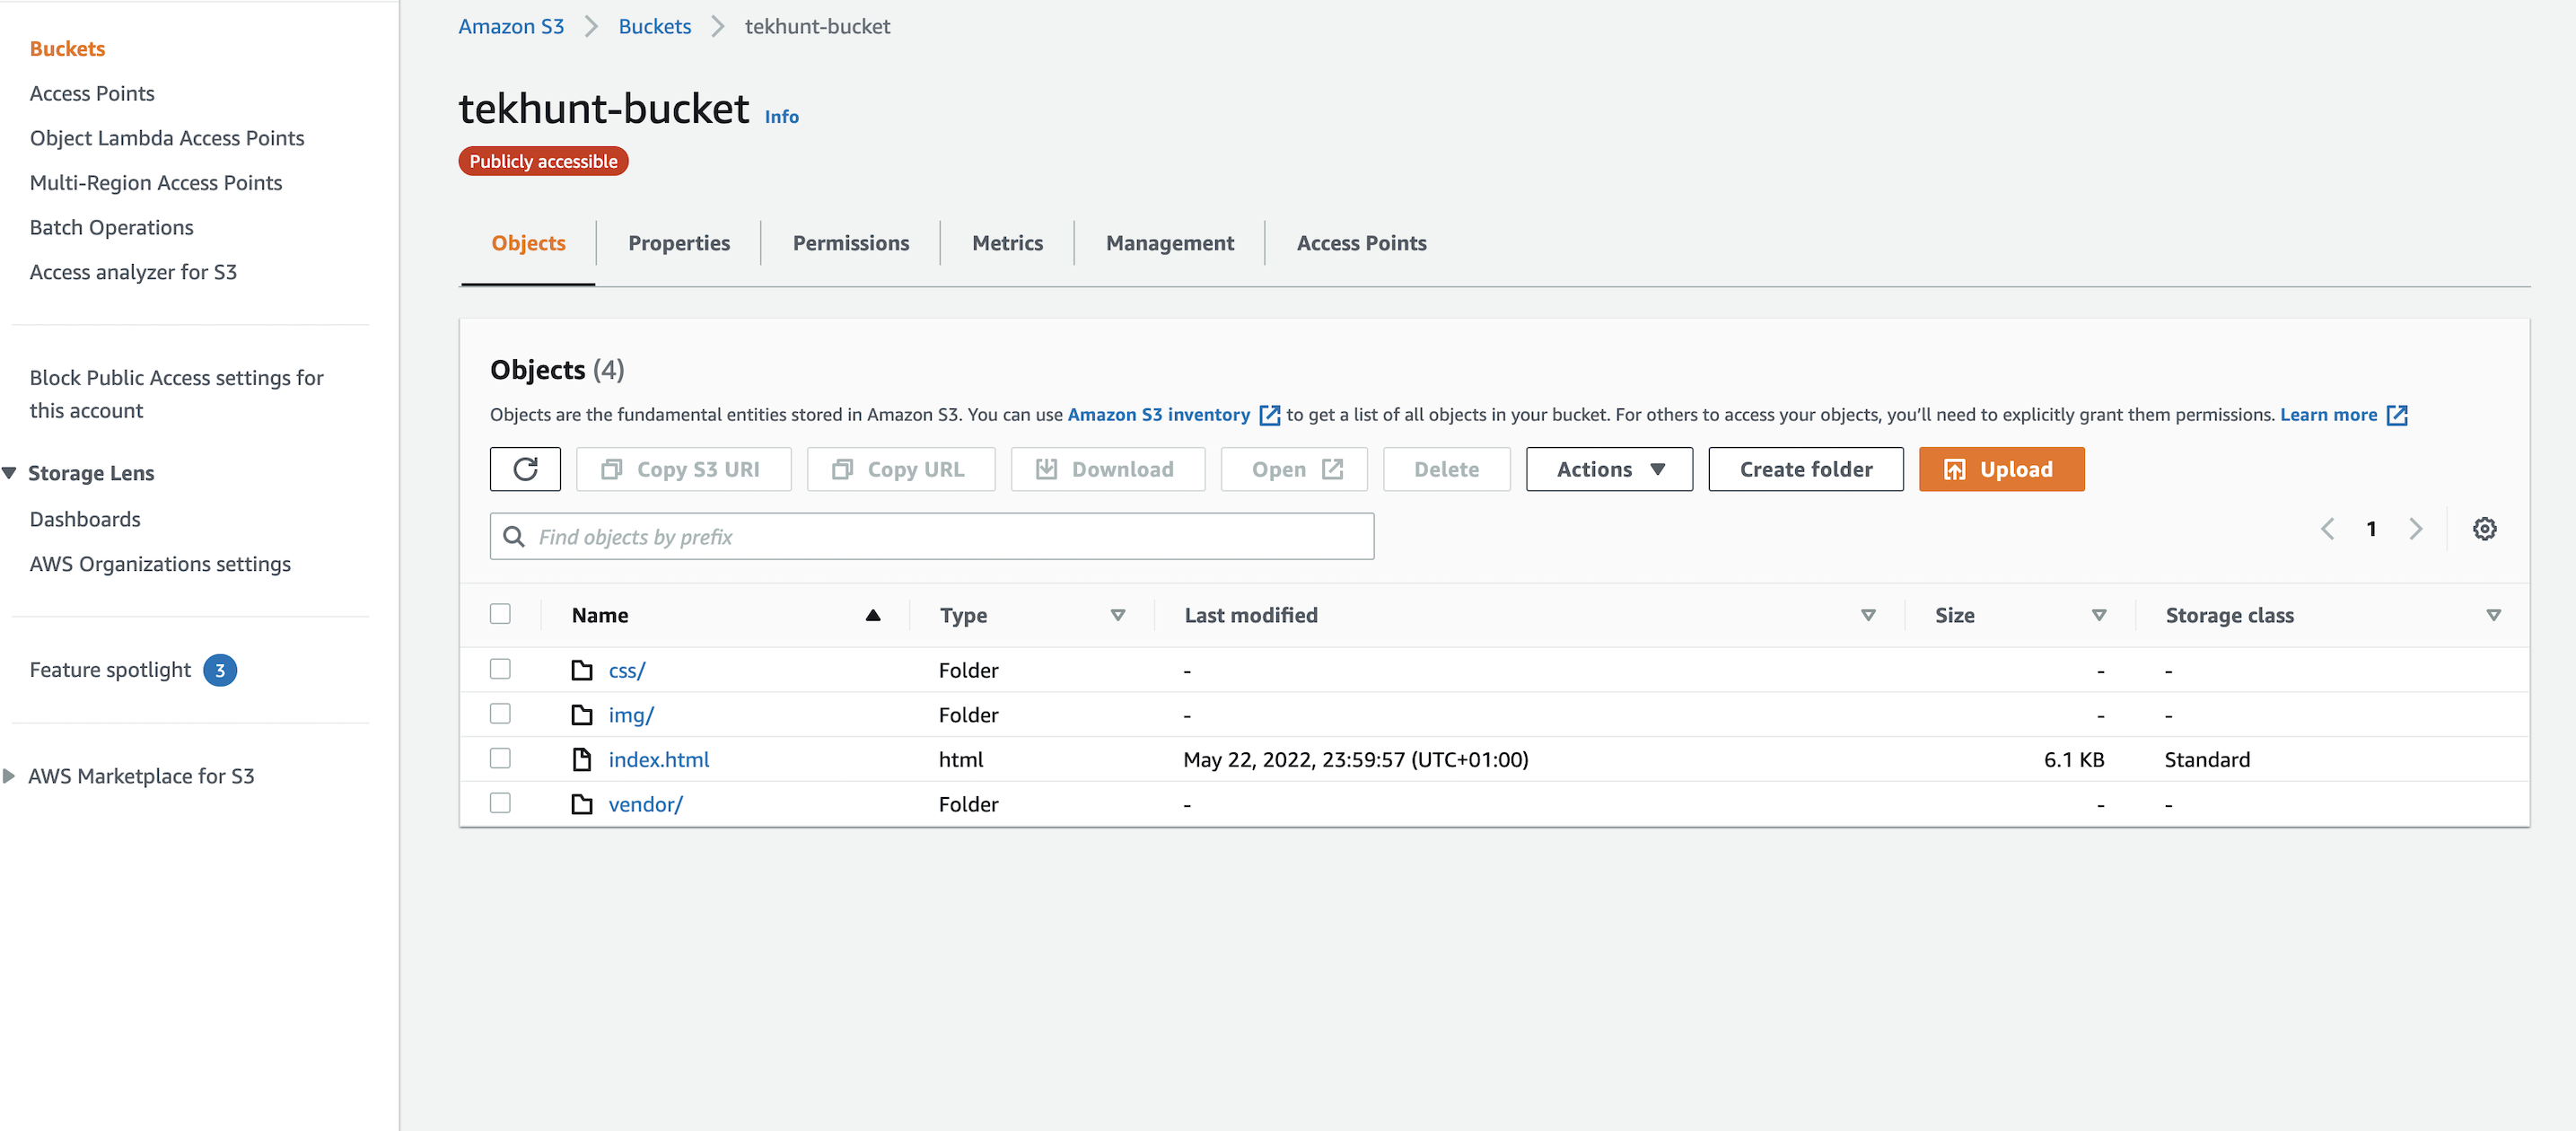 Buckets
Access Points
Object Lambda Access Points
Multi-Region Access Points
Batch Operations
Access analyzer for S3
Block Public Access settings for
this account
Storage Lens
Dashboards
AWS Organizations settings
Feature spotlight 3
AWS Marketplace for S3
Amazon S3 Buckets tekhunt-bucket
tekhunt-bucket Info
Publicly accessible
Objects Properties Permissions Metrics Management Access Points
Objects (4)
Objects are the fundamental entities stored in Amazon S3. You can use Amazon S3 inventory to get a list of all objects in your bucket. For others to access your objects, you'll need to explicitly grant them permissions. Learn more
Copy S3 URI Copy URL Download Open Delete Actions Create folder Upload
Find objects by prefix 1
Name Type Last modified Size Storage class
css/ Folder - - -
img/ Folder - - -
index.html html May 22, 2022, 23:59:57 (UTC+01:00) 6.1 KB Standard
vendor/ Folder - - -